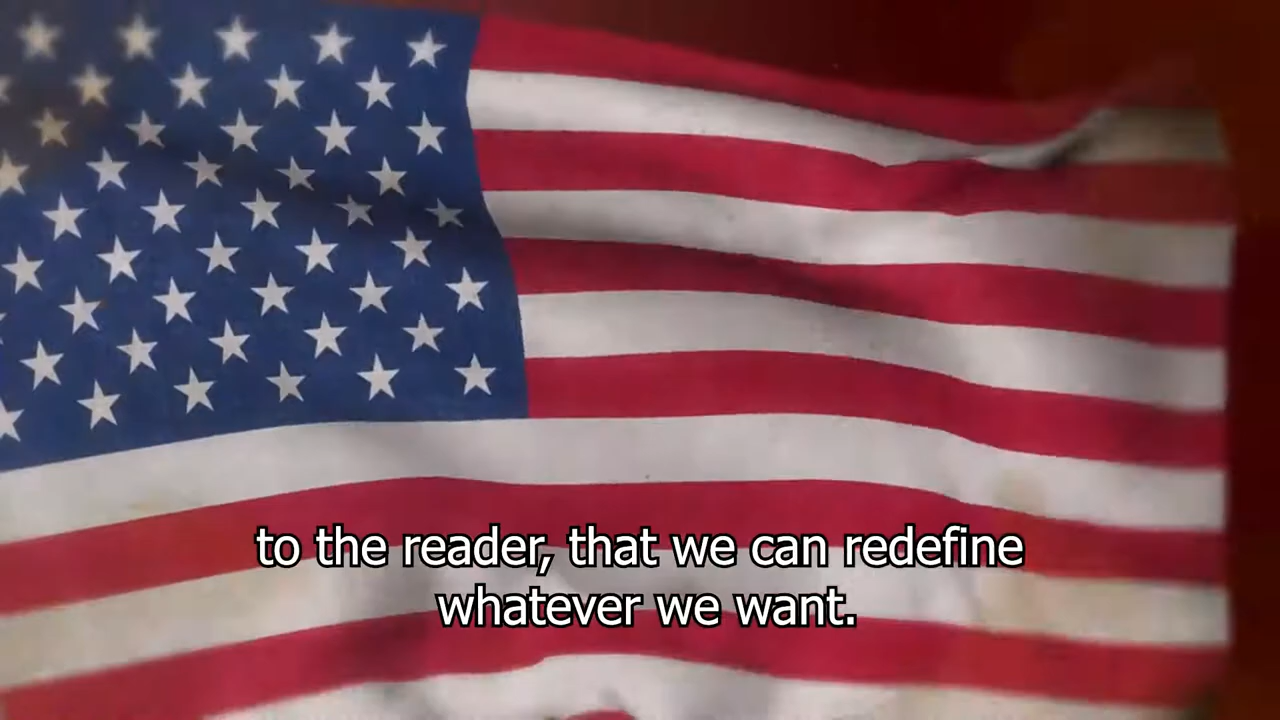 to the reader, that we can redefine
whatever we want.